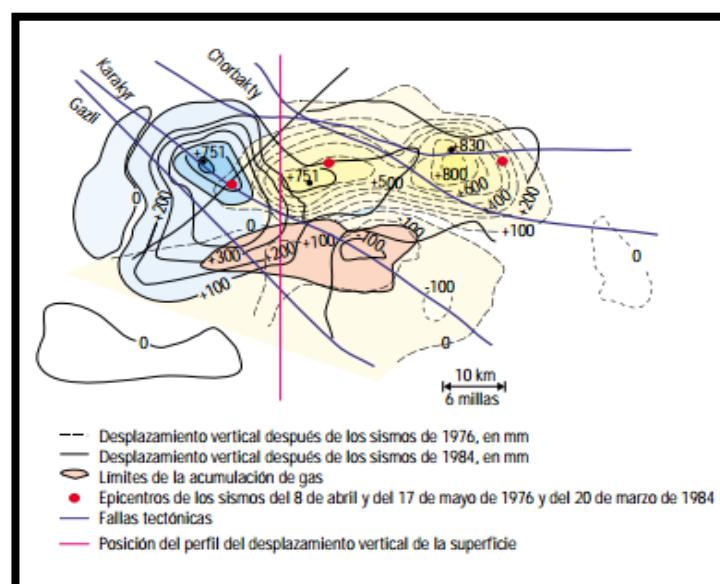 Chorbakty
Karakyr
Gazli
+751
+751
+830
+800
+600
400
+200
+500
+200
0
0
+300
+200
+100
-100
-100
+100
+100
-100
0
0
0
10 km
6 millas
Desplazamiento vertical después de los sismos de 1976, en mm
Desplazamiento vertical después de los sismos de 1984, en mm
Límites de la acumulación de gas
Epicentros de los sismos del 8 de abril y del 17 de mayo de 1976 y del 20 de marzo de 1984
Fallas tectónicas
Posición del perfil del desplazamiento vertical de la superficie